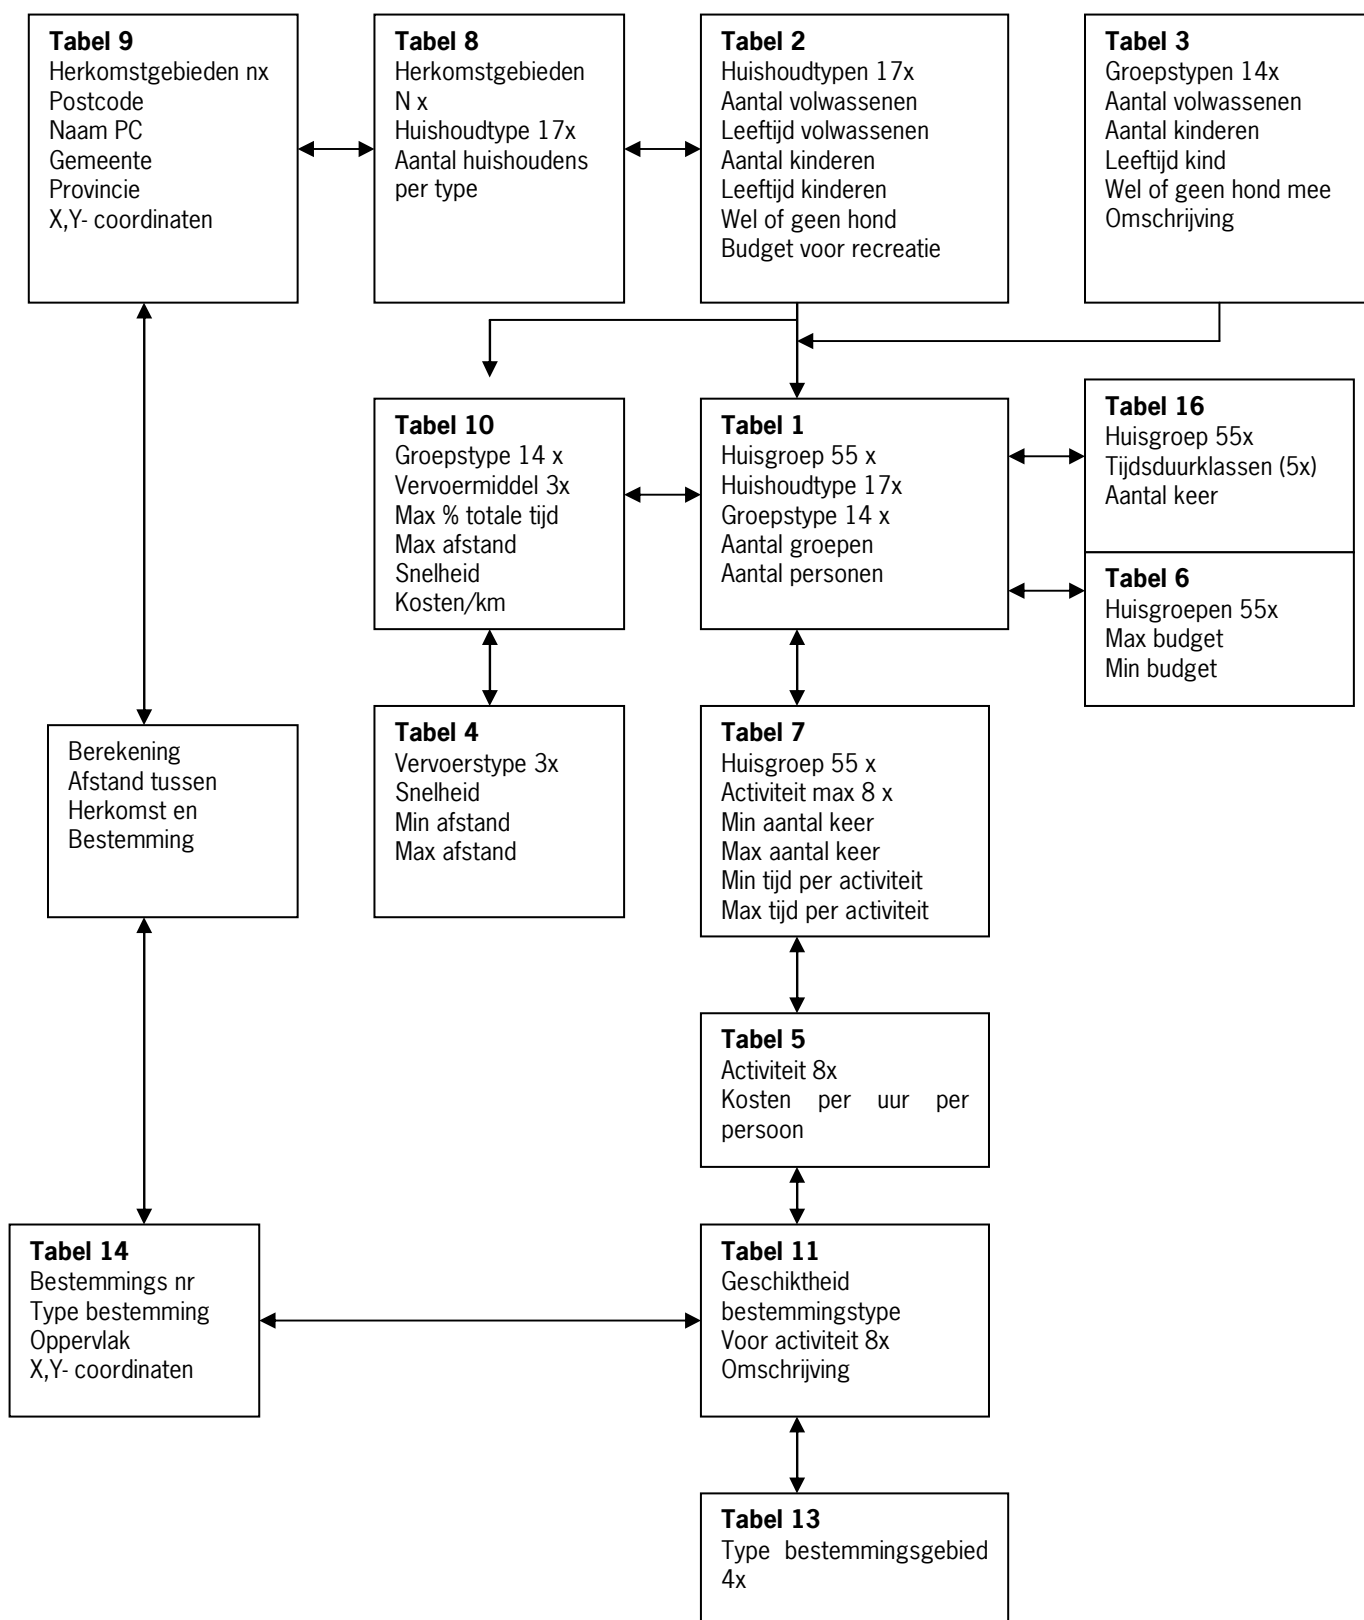 Tabel 9
Herkomstgebieden nx
Postcode
Naam PC
Gemeente
Provincie
X,Y- coordinaten
Tabel 8
Herkomstgebieden
N x
Huishoudtype 17x
Aantal huishoudens
per type
Tabel 2
Huishoudtypen 17x
Aantal volwassenen
Leeftijd volwassenen
Aantal kinderen
Leeftijd kinderen
Wel of geen hond
Budget voor recreatie
Tabel 3
Groepstypen 14x
Aantal volwassenen
Aantal kinderen
Leeftijd kind
Wel of geen hond mee
Omschrijving
Tabel 10
Groepstype 14 x
Vervoermiddel 3x
Max % totale tijd
Max afstand
Snelheid
Kosten/km
Tabel 1
Huisgroep 55 x
Huishoudtype 17x
Groepstype 14 x
Aantal groepen
Aantal personen
Tabel 16
Huisgroep 55x
Tijdsduurklassen (5x)
Aantal keer
Tabel 6
Huisgroepen 55x
Max budget
Min budget
Berekening
Afstand tussen
Herkomst en
Bestemming
Tabel 4
Vervoerstype 3x
Snelheid
Min afstand
Max afstand
Tabel 7
Huisgroep 55 x
Activiteit max 8 x
Min aantal keer
Max aantal keer
Min tijd per activiteit
Max tijd per activiteit
Tabel 5
Activiteit 8x
Kosten per uur per
persoon
Tabel 14
Bestemmings nr
Type bestemming
Oppervlak
X,Y- coordinaten
Tabel 11
Geschiktheid
bestemmingstype
Voor activiteit 8x
Omschrijving
Tabel 13
Type bestemmingsgebied
4x